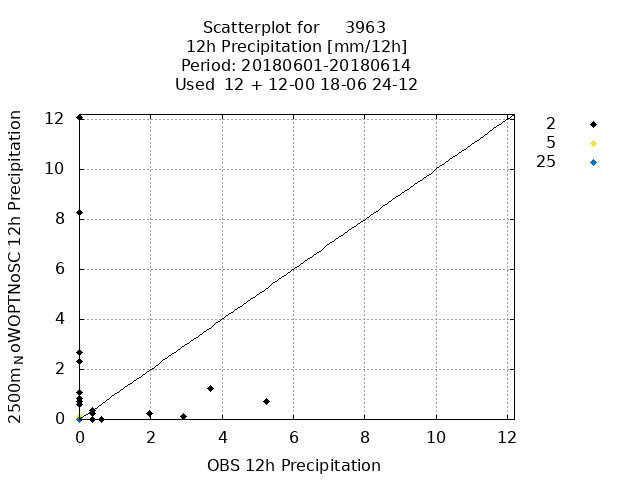 Scatterplot for 3963
12h Precipitation [mm/12h]
Period: 20180601-20180614
Used 12 + 12-00 18-06 24-12
2500m_NoWOPTNoSC 12h Precipitation
12
10
8
6
4
2
0
0 2 4 6 8 10 12
OBS 12h Precipitation
2
5
25